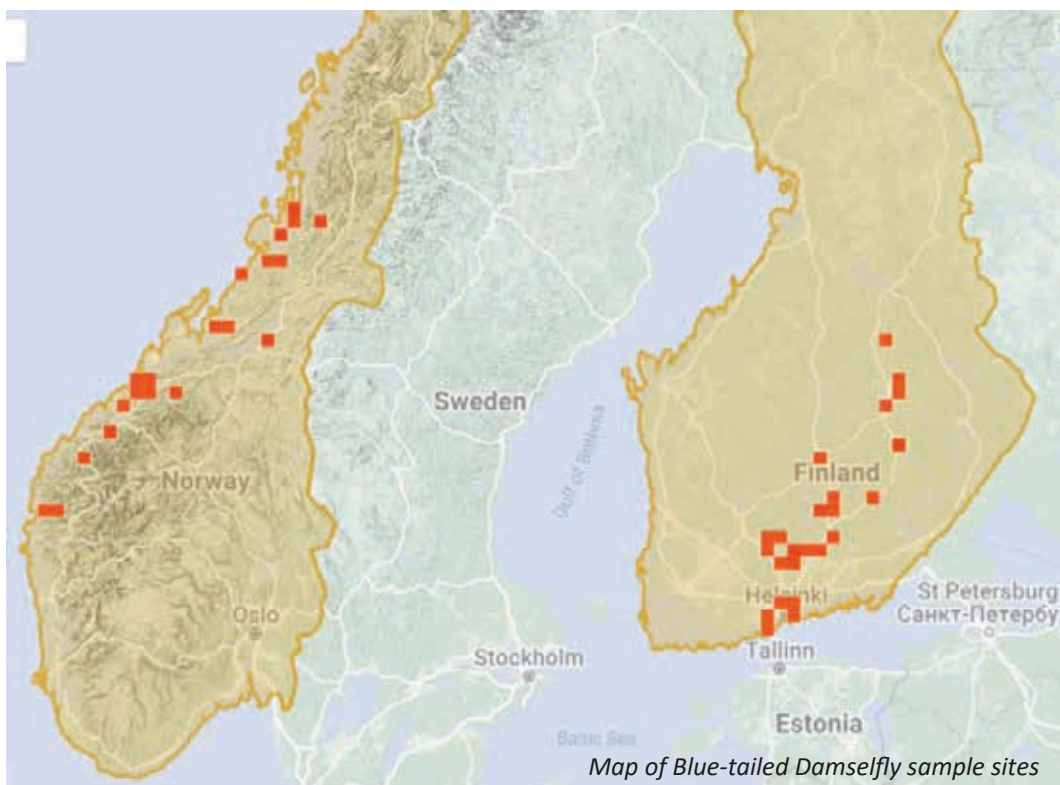 Sweden
Gulf of Bothnia
Norway
Finland
Oslo
Helsinki
St Petersburg
Санкт-Петербу
Stockholm
Tallinn
Estonia
Baltic Sea
Map of Blue-tailed Damselfly sample sites